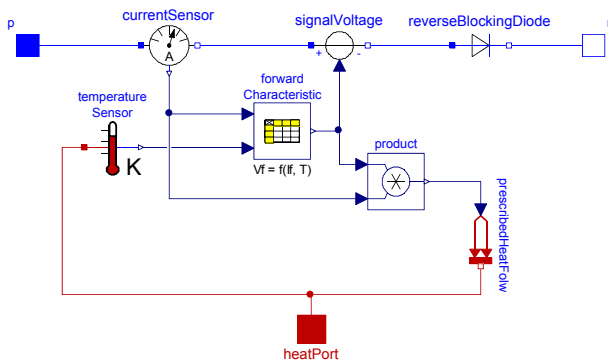 p
currentSensor
signalVoltage
reverseBlockingDiode
A
+
-
temperature
Sensor
K
forward
Characteristic
Vf = f(If, T)
product
prescribedHeatFolw
heatPort